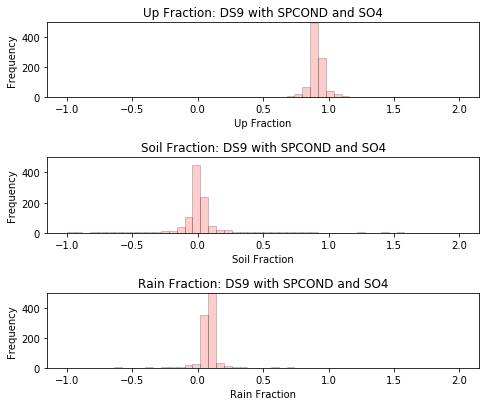 Up Fraction: DS9 with SPCOND and SO4
400
200
0
Frequency
−1.0 −0.5 0.0 0.5 1.0 1.5 2.0
Up Fraction
Soil Fraction: DS9 with SPCOND and SO4
400
200
0
Frequency
−1.0 −0.5 0.0 0.5 1.0 1.5 2.0
Soil Fraction
Rain Fraction: DS9 with SPCOND and SO4
400
200
0
Frequency
−1.0 −0.5 0.0 0.5 1.0 1.5 2.0
Rain Fraction